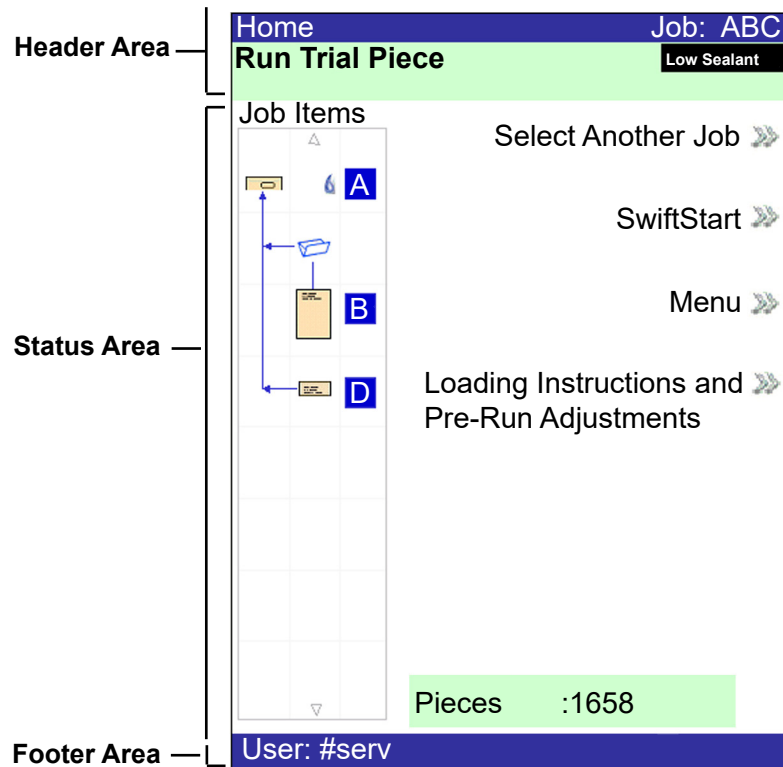 Header Area
Home Job: ABC
Run Trial Piece
Low Sealant
Job Items
Select Another Job
A
SwiftStart
B
Menu
Status Area
D
Loading Instructions and
Pre-Run Adjustments
Pieces :1658
Footer Area
User: #serv